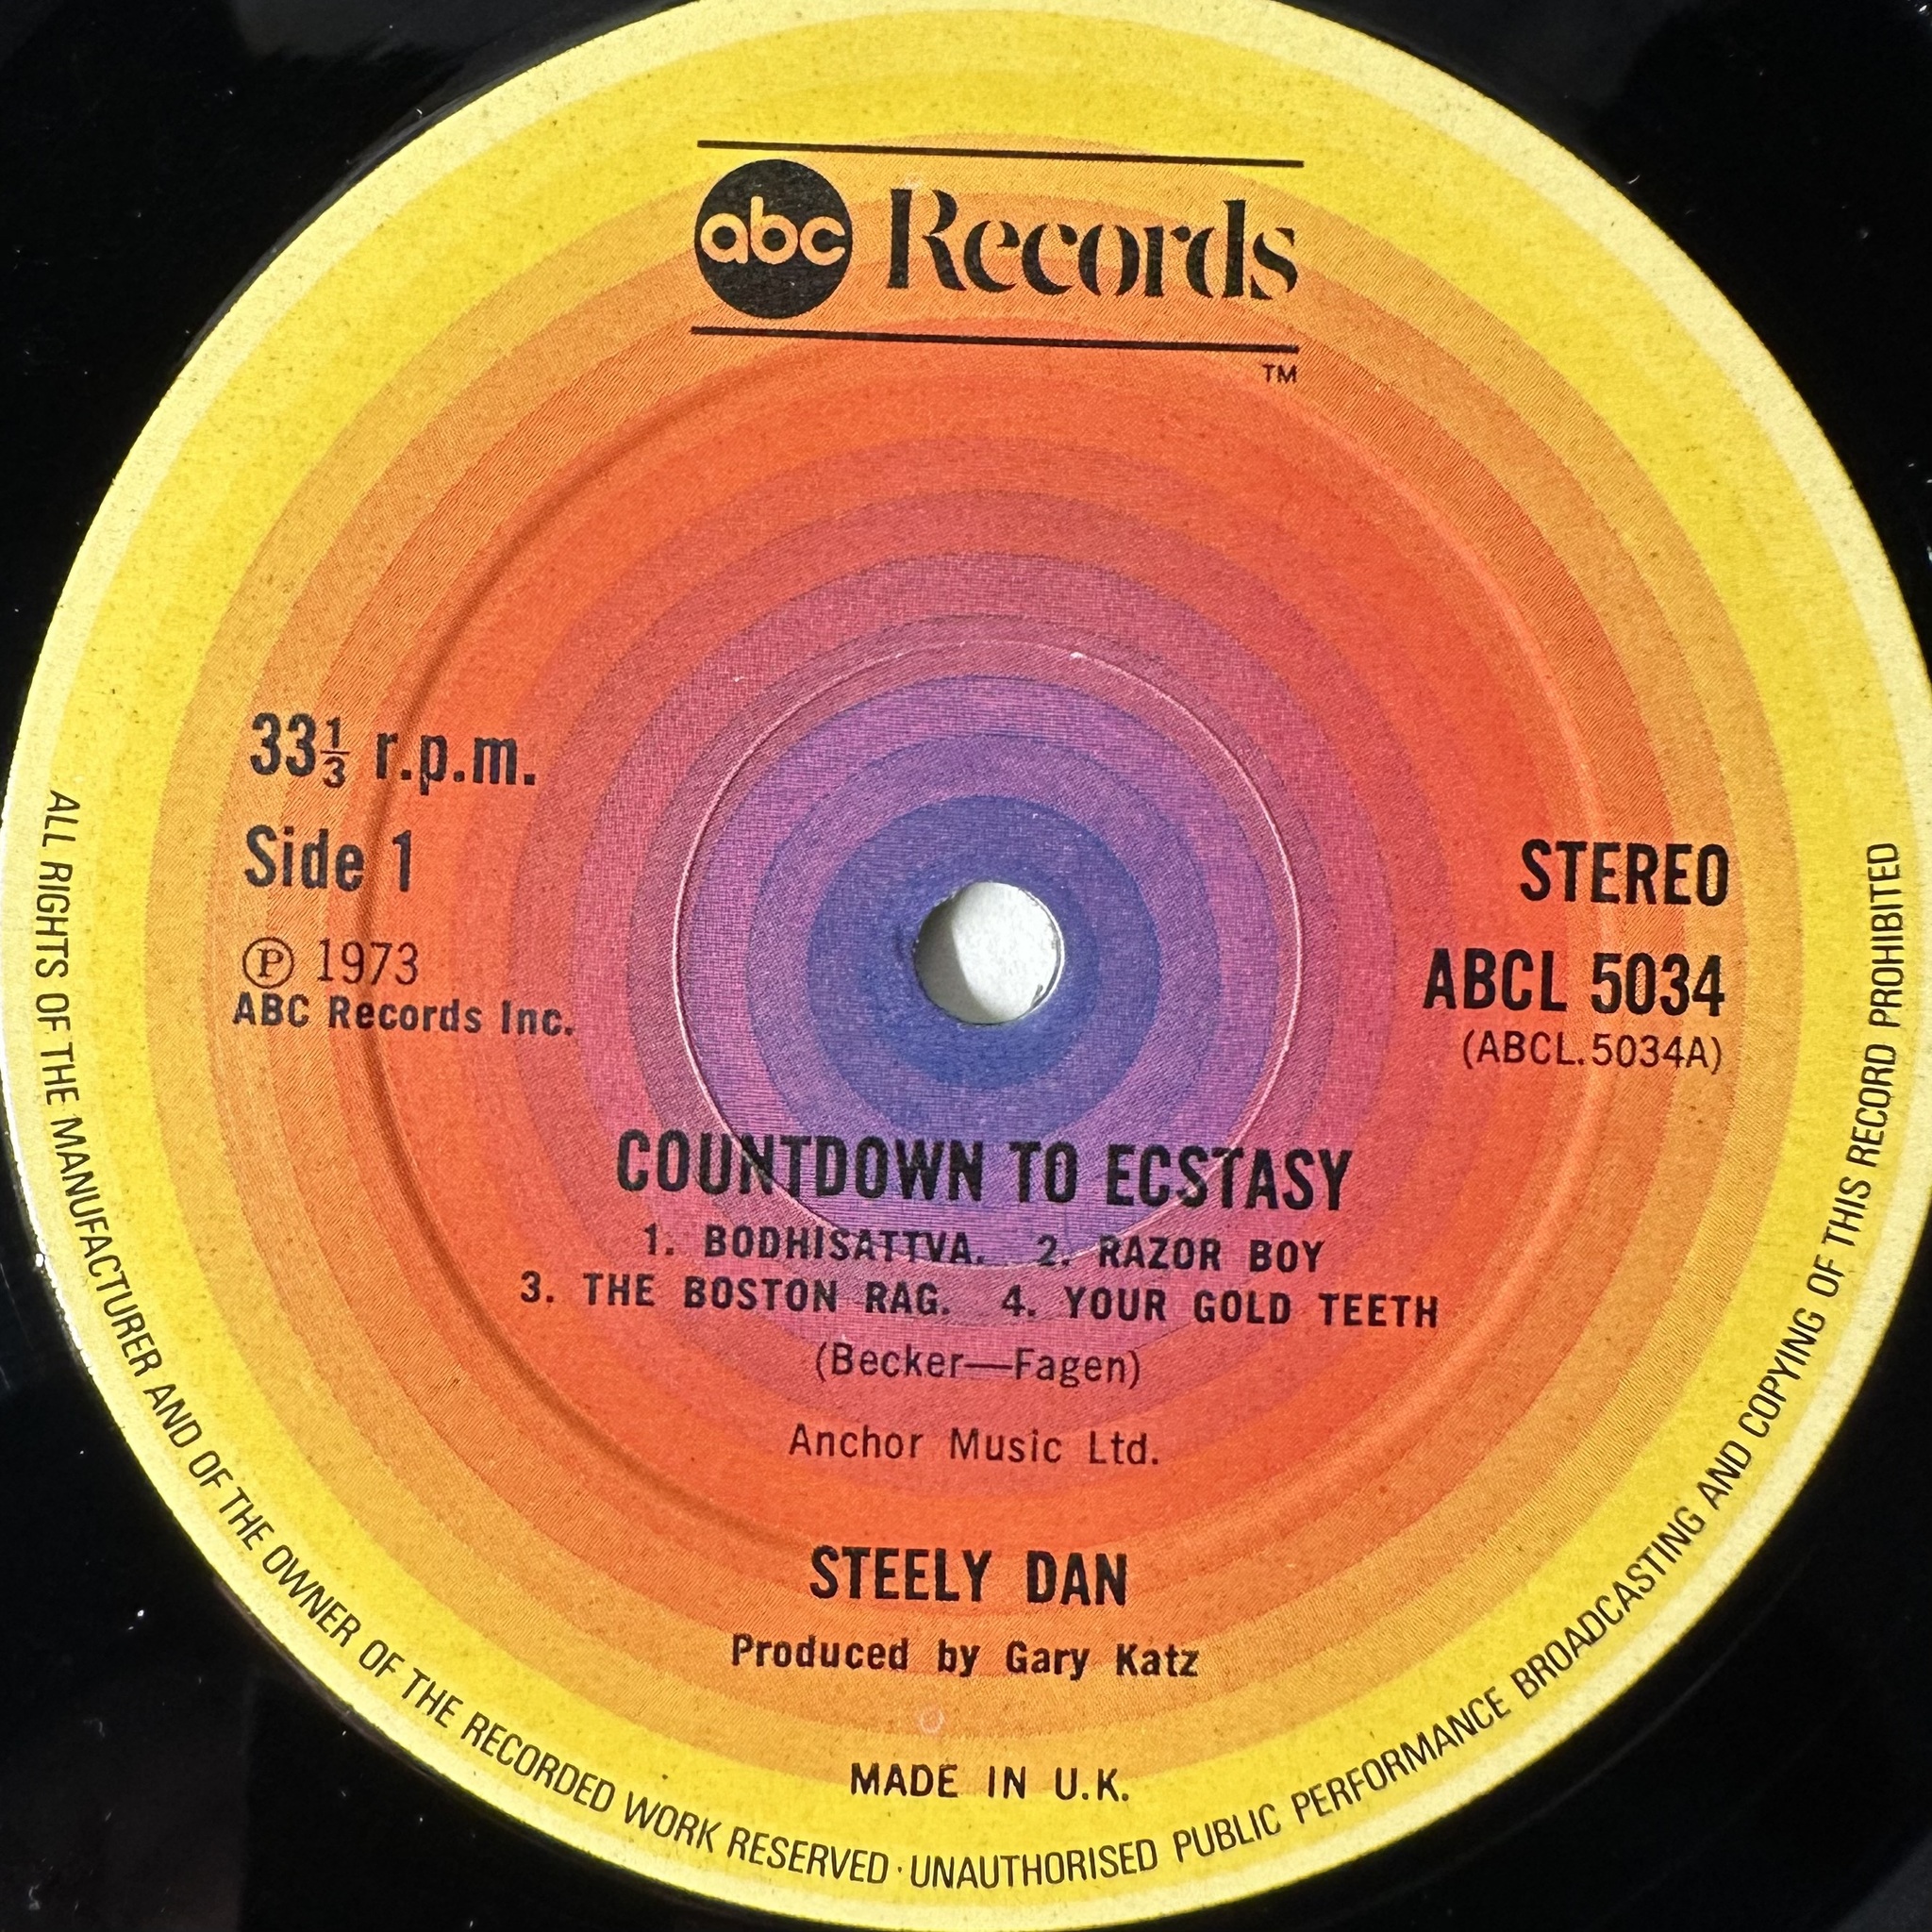 abc Records
TM
33⅓ r.p.m.
Side 1
Ⓟ 1973
ABC Records Inc.
STEREO
ABCL 5034
(ABCL.5034A)
COUNTDOWN TO ECSTASY
1. BODHISATTVA. 2. RAZOR BOY
3. THE BOSTON RAG. 4. YOUR GOLD TEETH
(Becker—Fagen)
Anchor Music Ltd.
STEELY DAN
Produced by Gary Katz
MADE IN U.K.
ALL RIGHTS OF THE MANUFACTURER AND OF THE OWNER OF THE RECORDED WORK RESERVED · UNAUTHORISED PUBLIC PERFORMANCE BROADCASTING AND COPYING OF THIS RECORD PROHIBITED